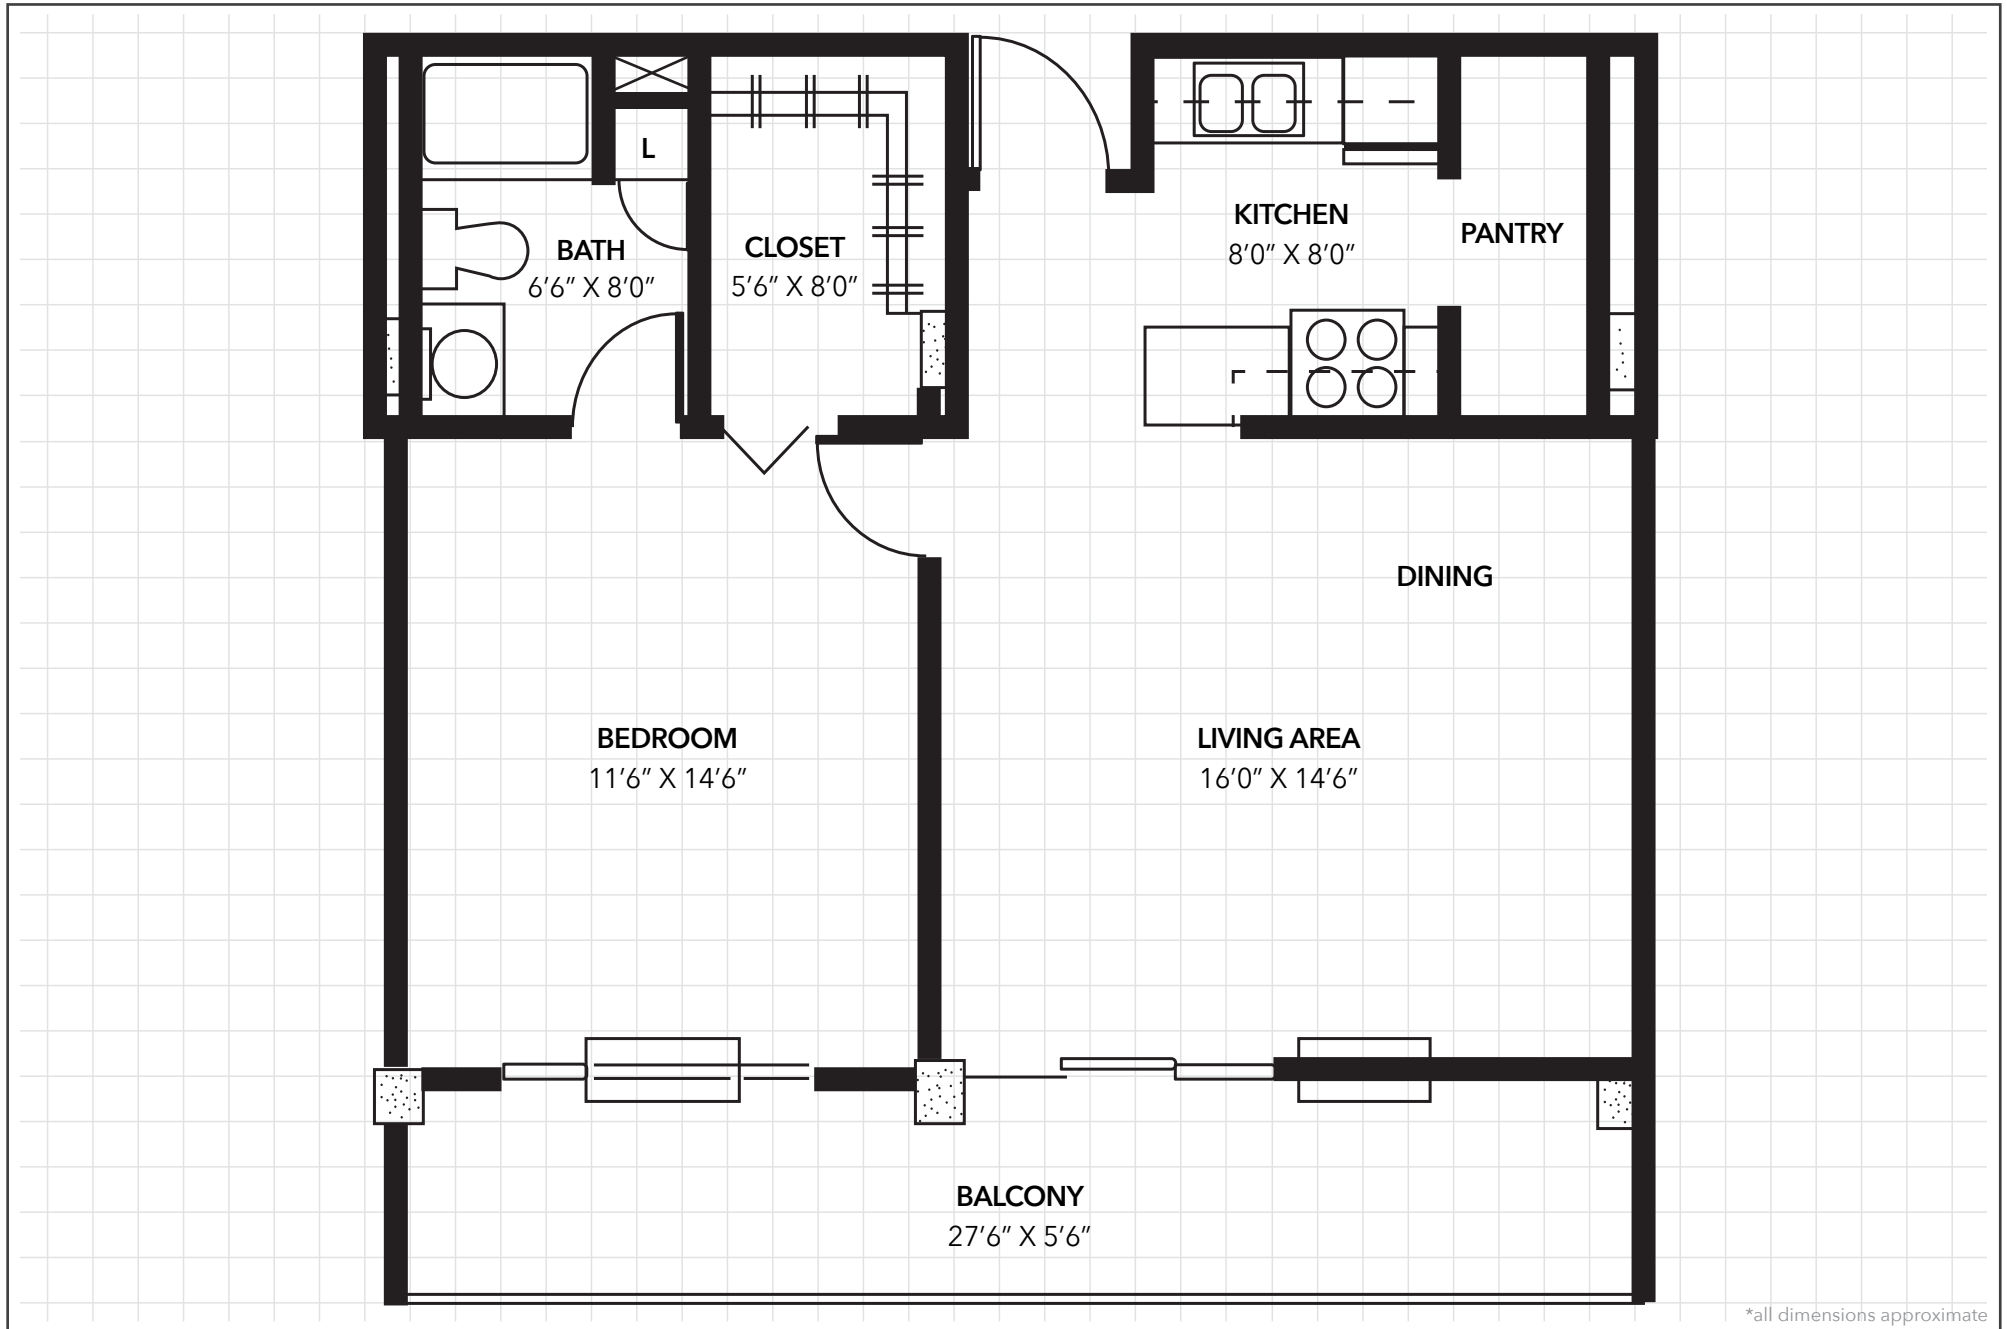 L
KITCHEN
8′0″ X 8′0″
PANTRY
BATH
6′6″ X 8′0″
CLOSET
5′6″ X 8′0″
DINING
BEDROOM
11′6″ X 14′6″
LIVING AREA
16′0″ X 14′6″
BALCONY
27′6″ X 5′6″
*all dimensions approximate